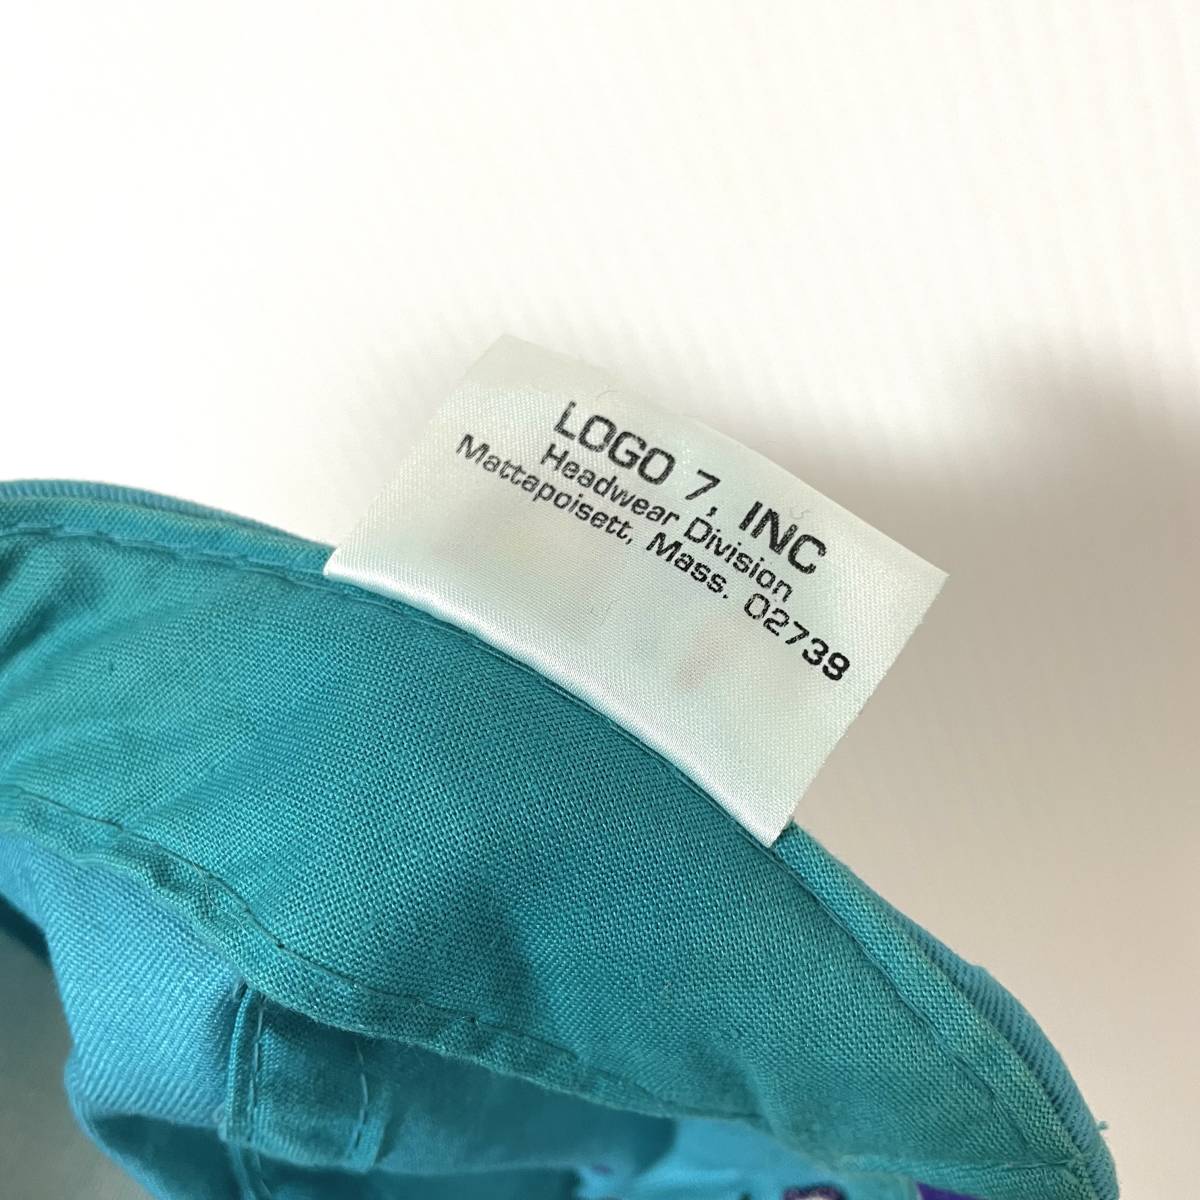 LOGO 7, INC
Headwear Division
Mattapoisett, Mass. 02739